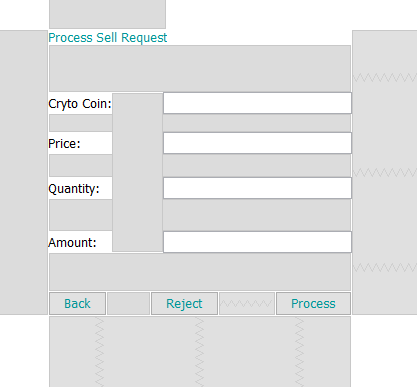 Process Sell Request
Cryto Coin:
Price:
Quantity:
Amount:
Back Reject Process